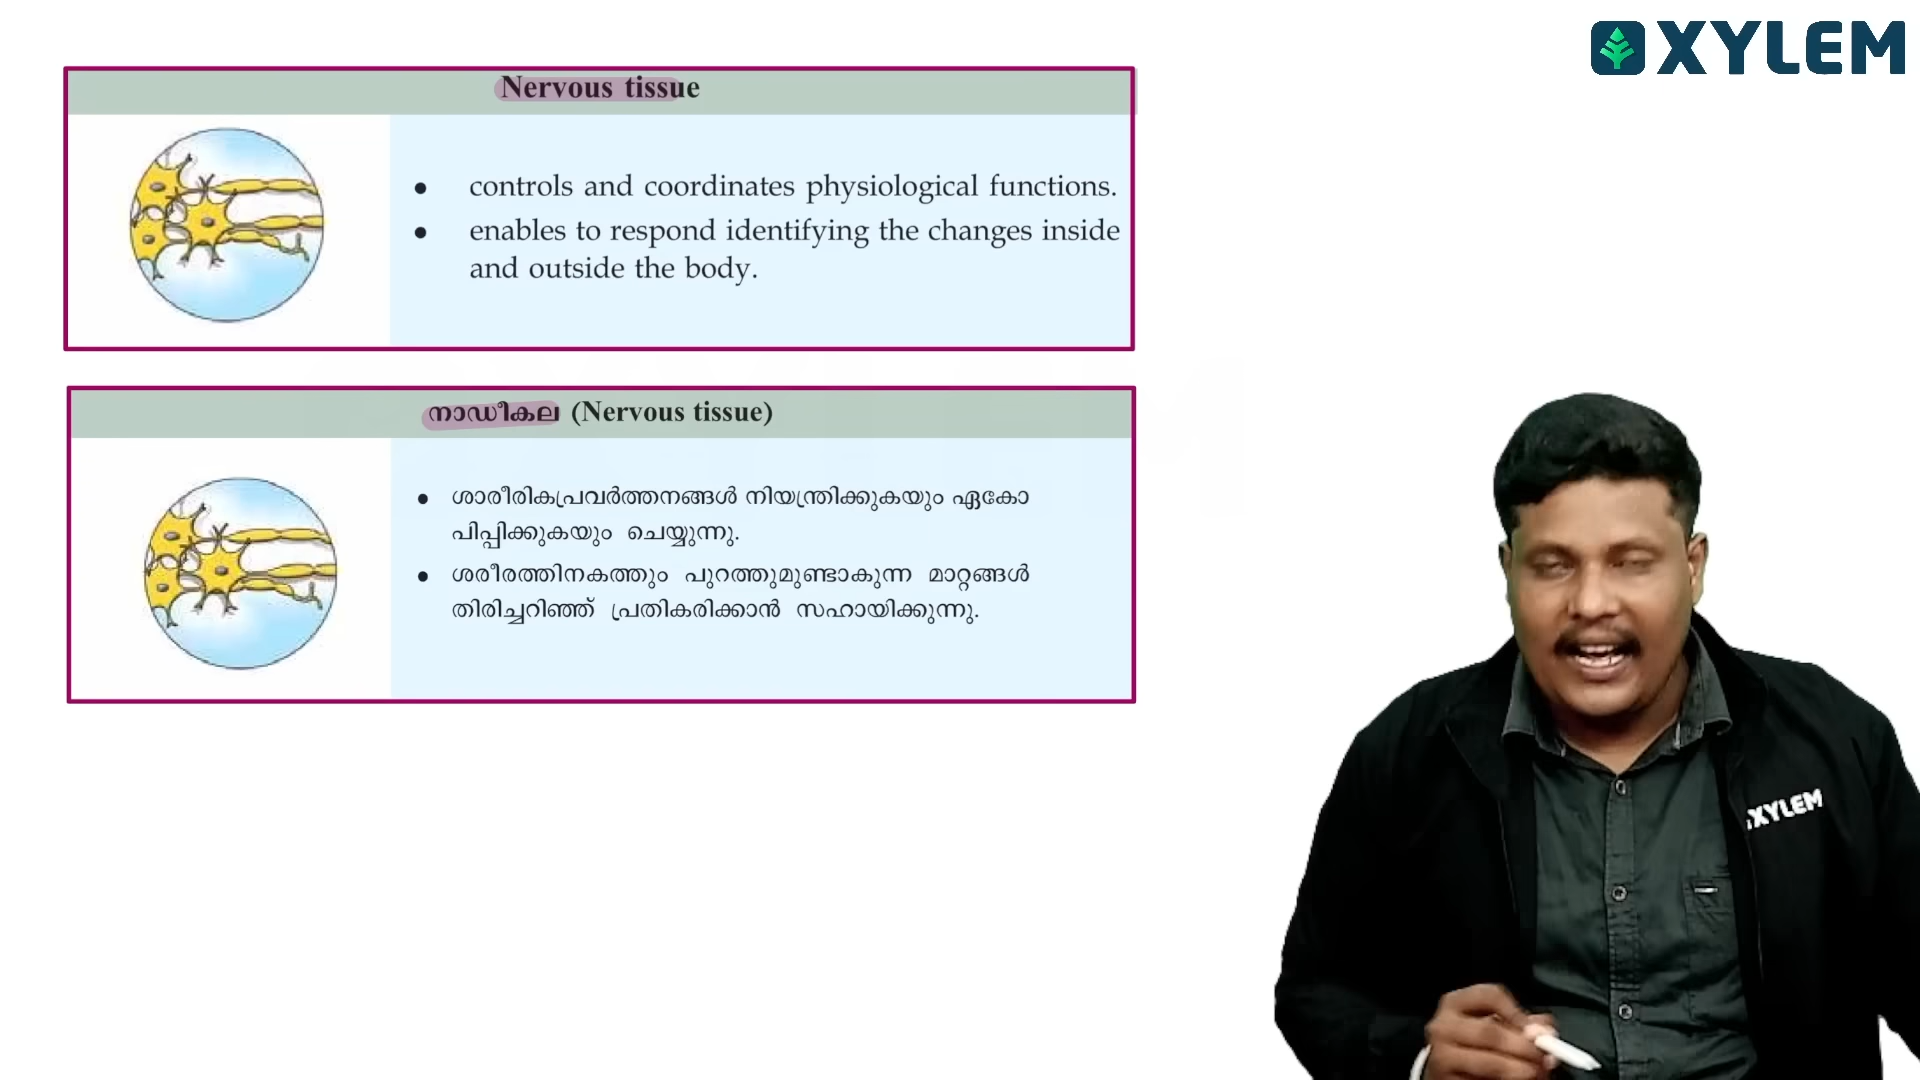 XYLEM
Nervous tissue
• controls and coordinates physiological functions.
• enables to respond identifying the changes inside
and outside the body.
നാഡീകല (Nervous tissue)
• ശാരീരികപ്രവർത്തനങ്ങൾ നിയന്ത്രിക്കുകയും ഏകോ
പിപ്പിക്കുകയും ചെയ്യുന്നു.
• ശരീരത്തിനകത്തും പുറത്തുമുണ്ടാകുന്ന മാറ്റങ്ങൾ
തിരിച്ചറിഞ്ഞ് പ്രതികരിക്കാൻ സഹായിക്കുന്നു.
XYLEM